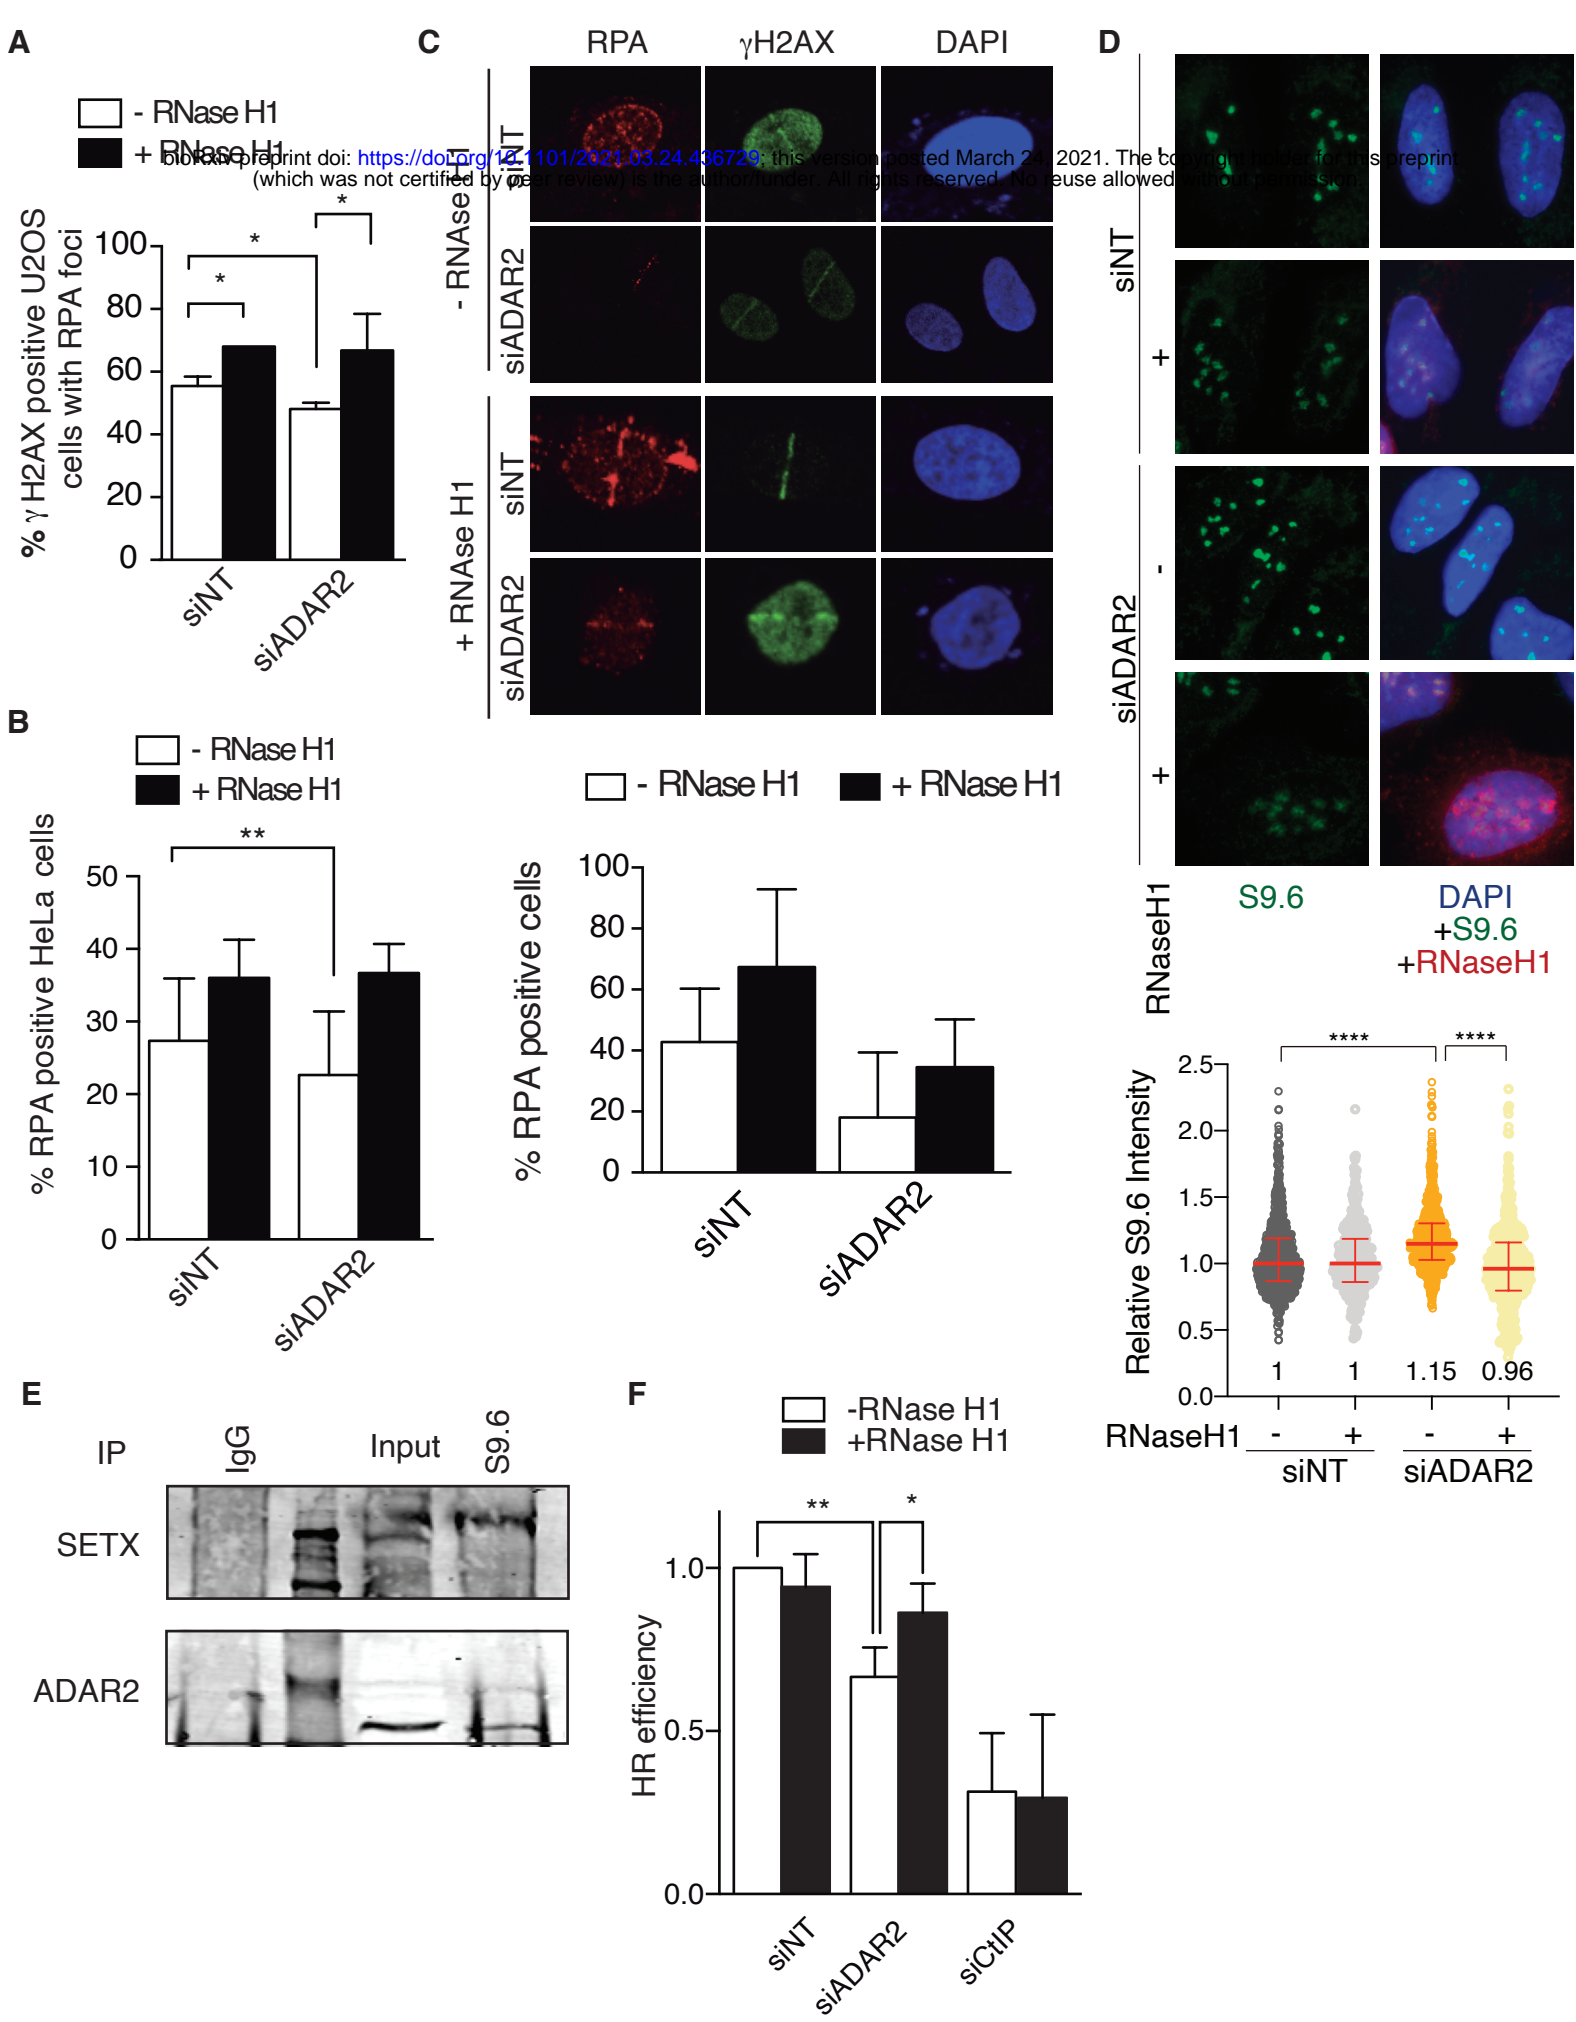 A
- RNase H1
+ RNase H1
bioRxiv preprint doi: https://doi.org/10.1101/2021.03.24.436729; this version posted March 24, 2021. The copyright holder for this preprint
(which was not certified by peer review) is the author/funder. All rights reserved. No reuse allowed without permission.
% γ H2AX positive U2OS
cells with RPA foci
100
80
60
40
20
0
*
*
*
siNT
siADAR2
B
- RNase H1
+ RNase H1
% RPA positive HeLa cells
50
40
30
20
10
0
**
siNT
siADAR2
C
RPA
γH2AX
DAPI
- RNAse H1
siNT
siADAR2
+ RNAse H1
siNT
siADAR2
- RNase H1
+ RNase H1
% RPA positive cells
100
80
60
40
20
0
siNT
siADAR2
D
siNT
-
+
siADAR2
-
+
RNaseH1
S9.6
DAPI
+S9.6
+RNaseH1
Relative S9.6 Intensity
2.5
2.0
1.5
1.0
0.5
0.0
****
****
1
1
1.15
0.96
RNaseH1 - + - +
siNT
siADAR2
E
IP
IgG
Input
S9.6
SETX
ADAR2
F
-RNase H1
+RNase H1
HR efficiency
1.0
0.5
0.0
**
*
siNT
siADAR2
siCtIP